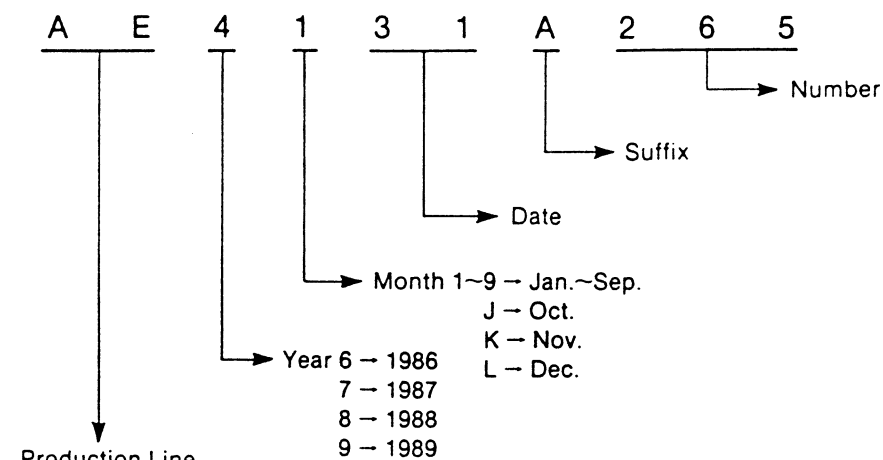 A E 4 1 3 1 A 2 6 5
Number
Suffix
Date
Month 1~9 → Jan.~Sep.
J → Oct.
K → Nov.
L → Dec.
Year 6 → 1986
7 → 1987
8 → 1988
9 → 1989
Production Line